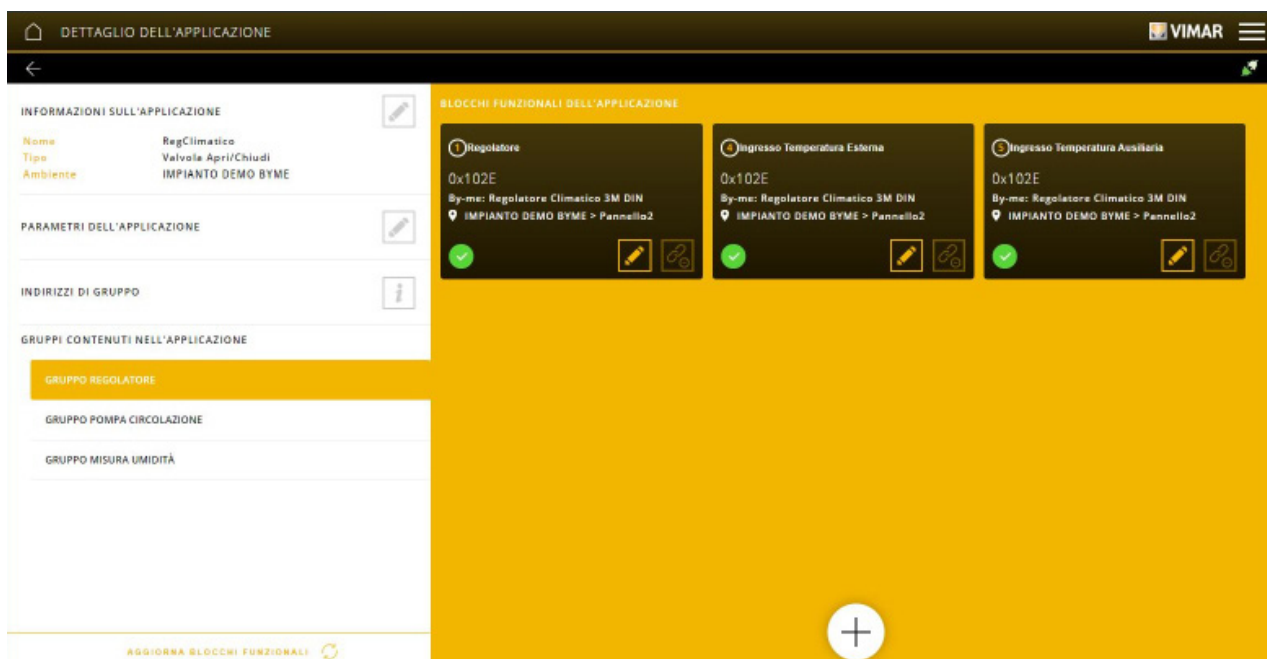 DETTAGLIO DELL'APPLICAZIONE
VIMAR
INFORMAZIONI SULL'APPLICAZIONE
Nome RegClimatico
Tipo Valvola Apri/Chiudi
Ambiente IMPIANTO DEMO BYME
PARAMETRI DELL'APPLICAZIONE
INDIRIZZI DI GRUPPO
i
GRUPPI CONTENUTI NELL'APPLICAZIONE
GRUPPO REGOLATORE
GRUPPO POMPA CIRCOLAZIONE
GRUPPO MISURA UMIDITÀ
AGGIORNA BLOCCHI FUNZIONALI
BLOCCHI FUNZIONALI DELL'APPLICAZIONE
1 Regolatore
0x102E
By-me: Regolatore Climatico 3M DIN
IMPIANTO DEMO BYME > Pannello2
4 Ingresso Temperatura Esterna
0x102E
By-me: Regolatore Climatico 3M DIN
IMPIANTO DEMO BYME > Pannello2
5 Ingresso Temperatura Ausiliaria
0x102E
By-me: Regolatore Climatico 3M DIN
IMPIANTO DEMO BYME > Pannello2